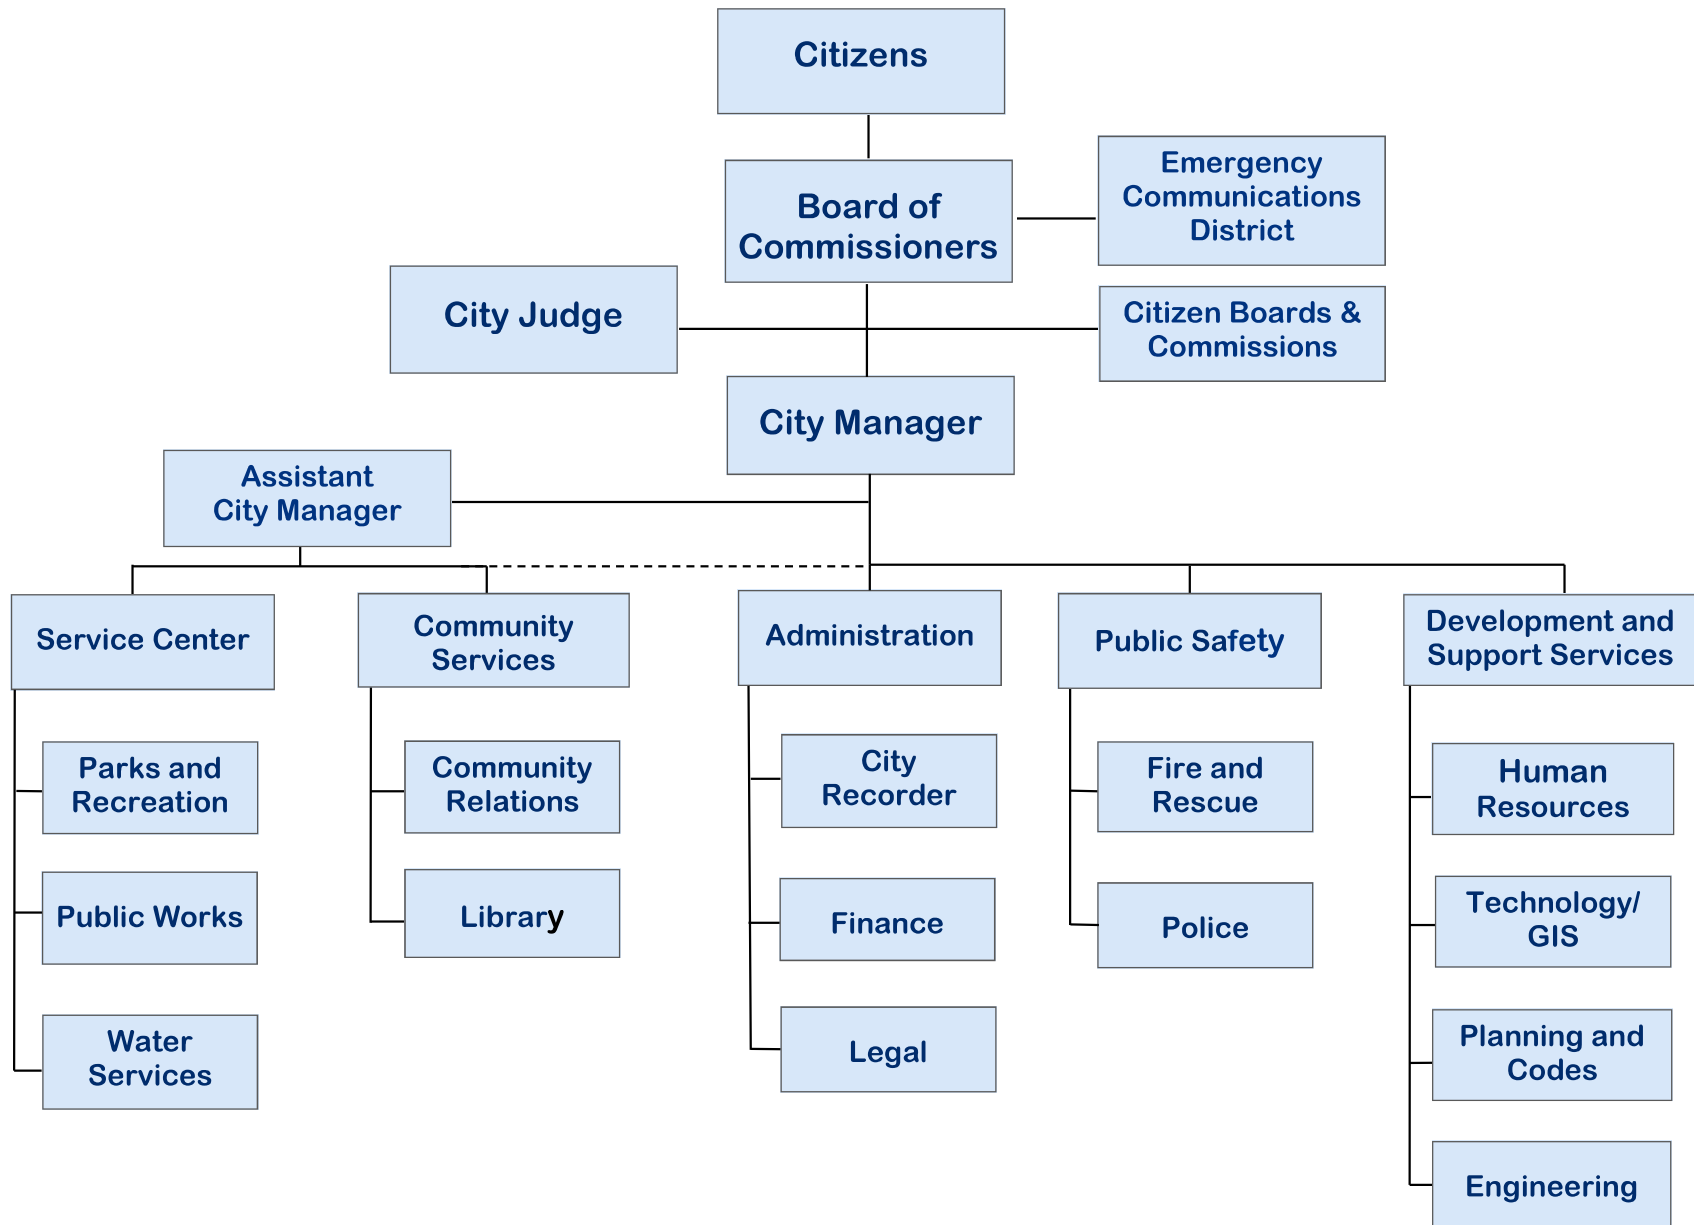 Citizens
Board of
Commissioners
Emergency
Communications
District
City Judge
Citizen Boards &
Commissions
City Manager
Assistant
City Manager
Service Center
Community
Services
Administration
Public Safety
Development and
Support Services
Parks and
Recreation
Public Works
Water
Services
Community
Relations
Library
City
Recorder
Finance
Legal
Fire and
Rescue
Police
Human
Resources
Technology/
GIS
Planning and
Codes
Engineering